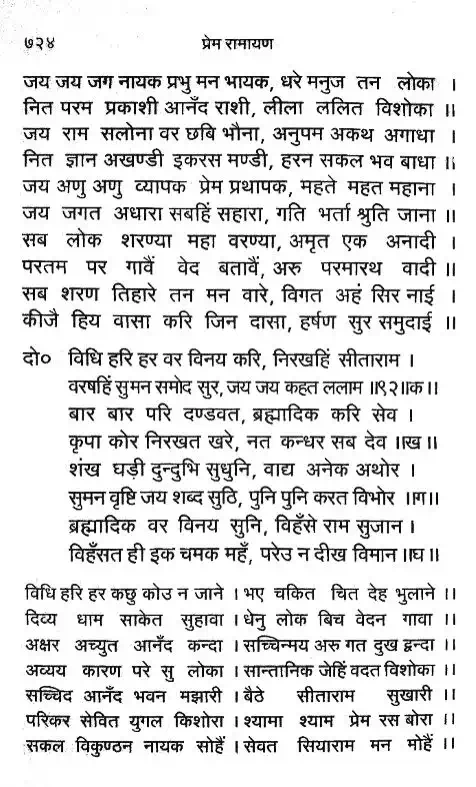 ७२४ प्रेम रामायण
जय जय जग नायक प्रभु मन भायक, धरे मनुज तन लोका ।
नित परम प्रकाशी आनँद राशी, लीला ललित विशोका ॥
जय राम सलोना वर छबि भौना, अनुपम अकथ अगाधा ।
नित ज्ञान अखण्डी इकरस मण्डी, हरन सकल भव बाधा ॥
जय अणु अणु व्यापक प्रेम प्रथापक, महते महत महाना ।
जय जगत अधारा सबहिं सहारा, गति भर्ता श्रुति जाना ॥
सब लोक शरण्या महा वरण्या, अमृत एक अनादी ।
परतम पर गावैं वेद बतावैं, अरु परमारथ वादी ॥
सब शरण तिहारे तन मन वारे, विगत अहं सिर नाई ।
कीजै हिय वासा करि जिन दासा, हर्षण सुर समुदाई ॥
दो० विधि हरि हर वर विनय करि, निरखहिं सीताराम ।
वरषहिं सुमन समोद सुर, जय जय कहत ललाम ॥९२॥क॥
बार बार परि दण्डवत, ब्रह्मादिक करि सेव ।
कृपा कोर निरखत खरे, नत कन्धर सब देव ॥ख॥
शंख घड़ी दुन्दुभि सुधुनि, वाद्य अनेक अथोर ।
सुमन वृष्टि जय शब्द सुठि, पुनि पुनि करत विभोर ॥ग॥
ब्रह्मादिक वर विनय सुनि, विहँसे राम सुजान ।
विहँसत ही इक चमक महँ, परेउ न दीख विमान ॥घ॥
विधि हरि हर कछु कोउ न जाने । भए चकित चित देह भुलाने ॥
दिव्य धाम साकेत सुहावा । धेनु लोक बिच वेदन गावा ॥
अक्षर अच्युत आनँद कन्दा । सच्चिन्मय अरु गत दुख द्वन्दा ॥
अव्यय कारण परे सु लोका । सान्तानिक जेहिं वदत विशोका ॥
सच्चिद आनँद भवन मझारी । बैठे सीताराम सुखारी ॥
परिकर सेवित युगल किशोरा । श्यामा श्याम प्रेम रस बोरा ॥
सकल विकुण्ठन नायक सोहैं । सेवत सियाराम मन मोहैं ॥